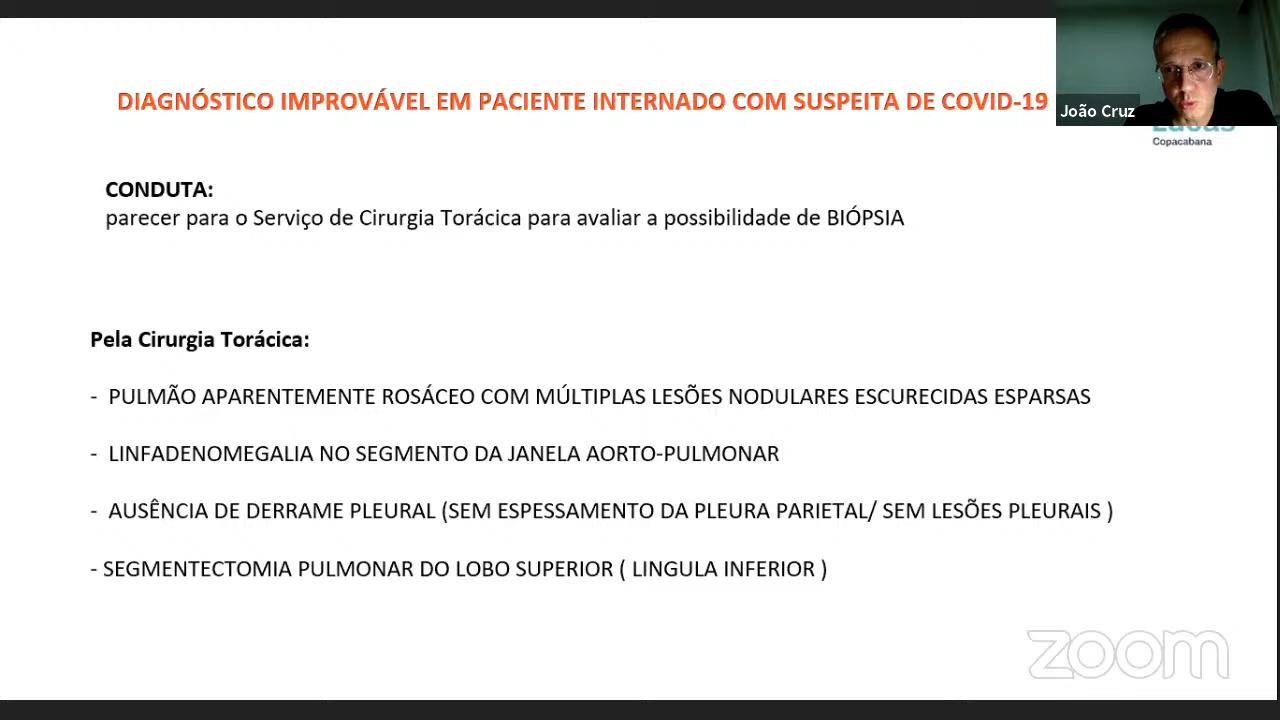 DIAGNÓSTICO IMPROVÁVEL EM PACIENTE INTERNADO COM SUSPEITA DE COVID-19
João Cruz
Lucas
Copacabana
CONDUTA:
parecer para o Serviço de Cirurgia Torácica para avaliar a possibilidade de BIÓPSIA
Pela Cirurgia Torácica:
- PULMÃO APARENTEMENTE ROSÁCEO COM MÚLTIPLAS LESÕES NODULARES ESCURECIDAS ESPARSAS
- LINFADENOMEGALIA NO SEGMENTO DA JANELA AORTO-PULMONAR
- AUSÊNCIA DE DERRAME PLEURAL (SEM ESPESSAMENTO DA PLEURA PARIETAL/ SEM LESÕES PLEURAIS )
- SEGMENTECTOMIA PULMONAR DO LOBO SUPERIOR ( LINGULA INFERIOR )
zoom